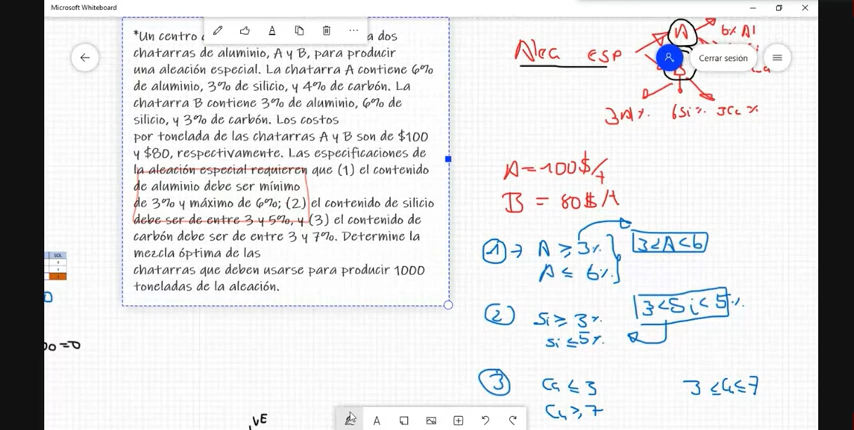 Microsoft Whiteboard
*Un centro
a dos
chatarras de aluminio, A y B, para producir
una aleación especial. La chatarra A contiene 6%
de aluminio, 3% de silicio, y 4% de carbón. La
chatarra B contiene 3% de aluminio, 6% de
silicio, y 3% de carbón. Los costos
por tonelada de las chatarras A y B son de $100
y $80, respectivamente. Las especificaciones de
la aleación especial requieren que (1) el contenido
de aluminio debe ser mínimo
de 3% y máximo de 6%; (2) el contenido de silicio
debe ser de entre 3 y 5%, y (3) el contenido de
carbón debe ser de entre 3 y 7%. Determine la
mezcla óptima de las
chatarras que deben usarse para producir 1000
toneladas de la aleación.
Alea esp
A
6% Al
Cerrar sesión
3Al%
6Si%
A = 100$/t
B = 80$/t
1 → A ≥ 3%
A ≤ 6%
3<A<6
2 Si ≥ 3%
Si ≤ 5%
3<Si<5%
3 Ca ≤ 3
Ca ≥ 7
3 ≤ Ca ≤ 7
VOL
00 = 0
VE
A